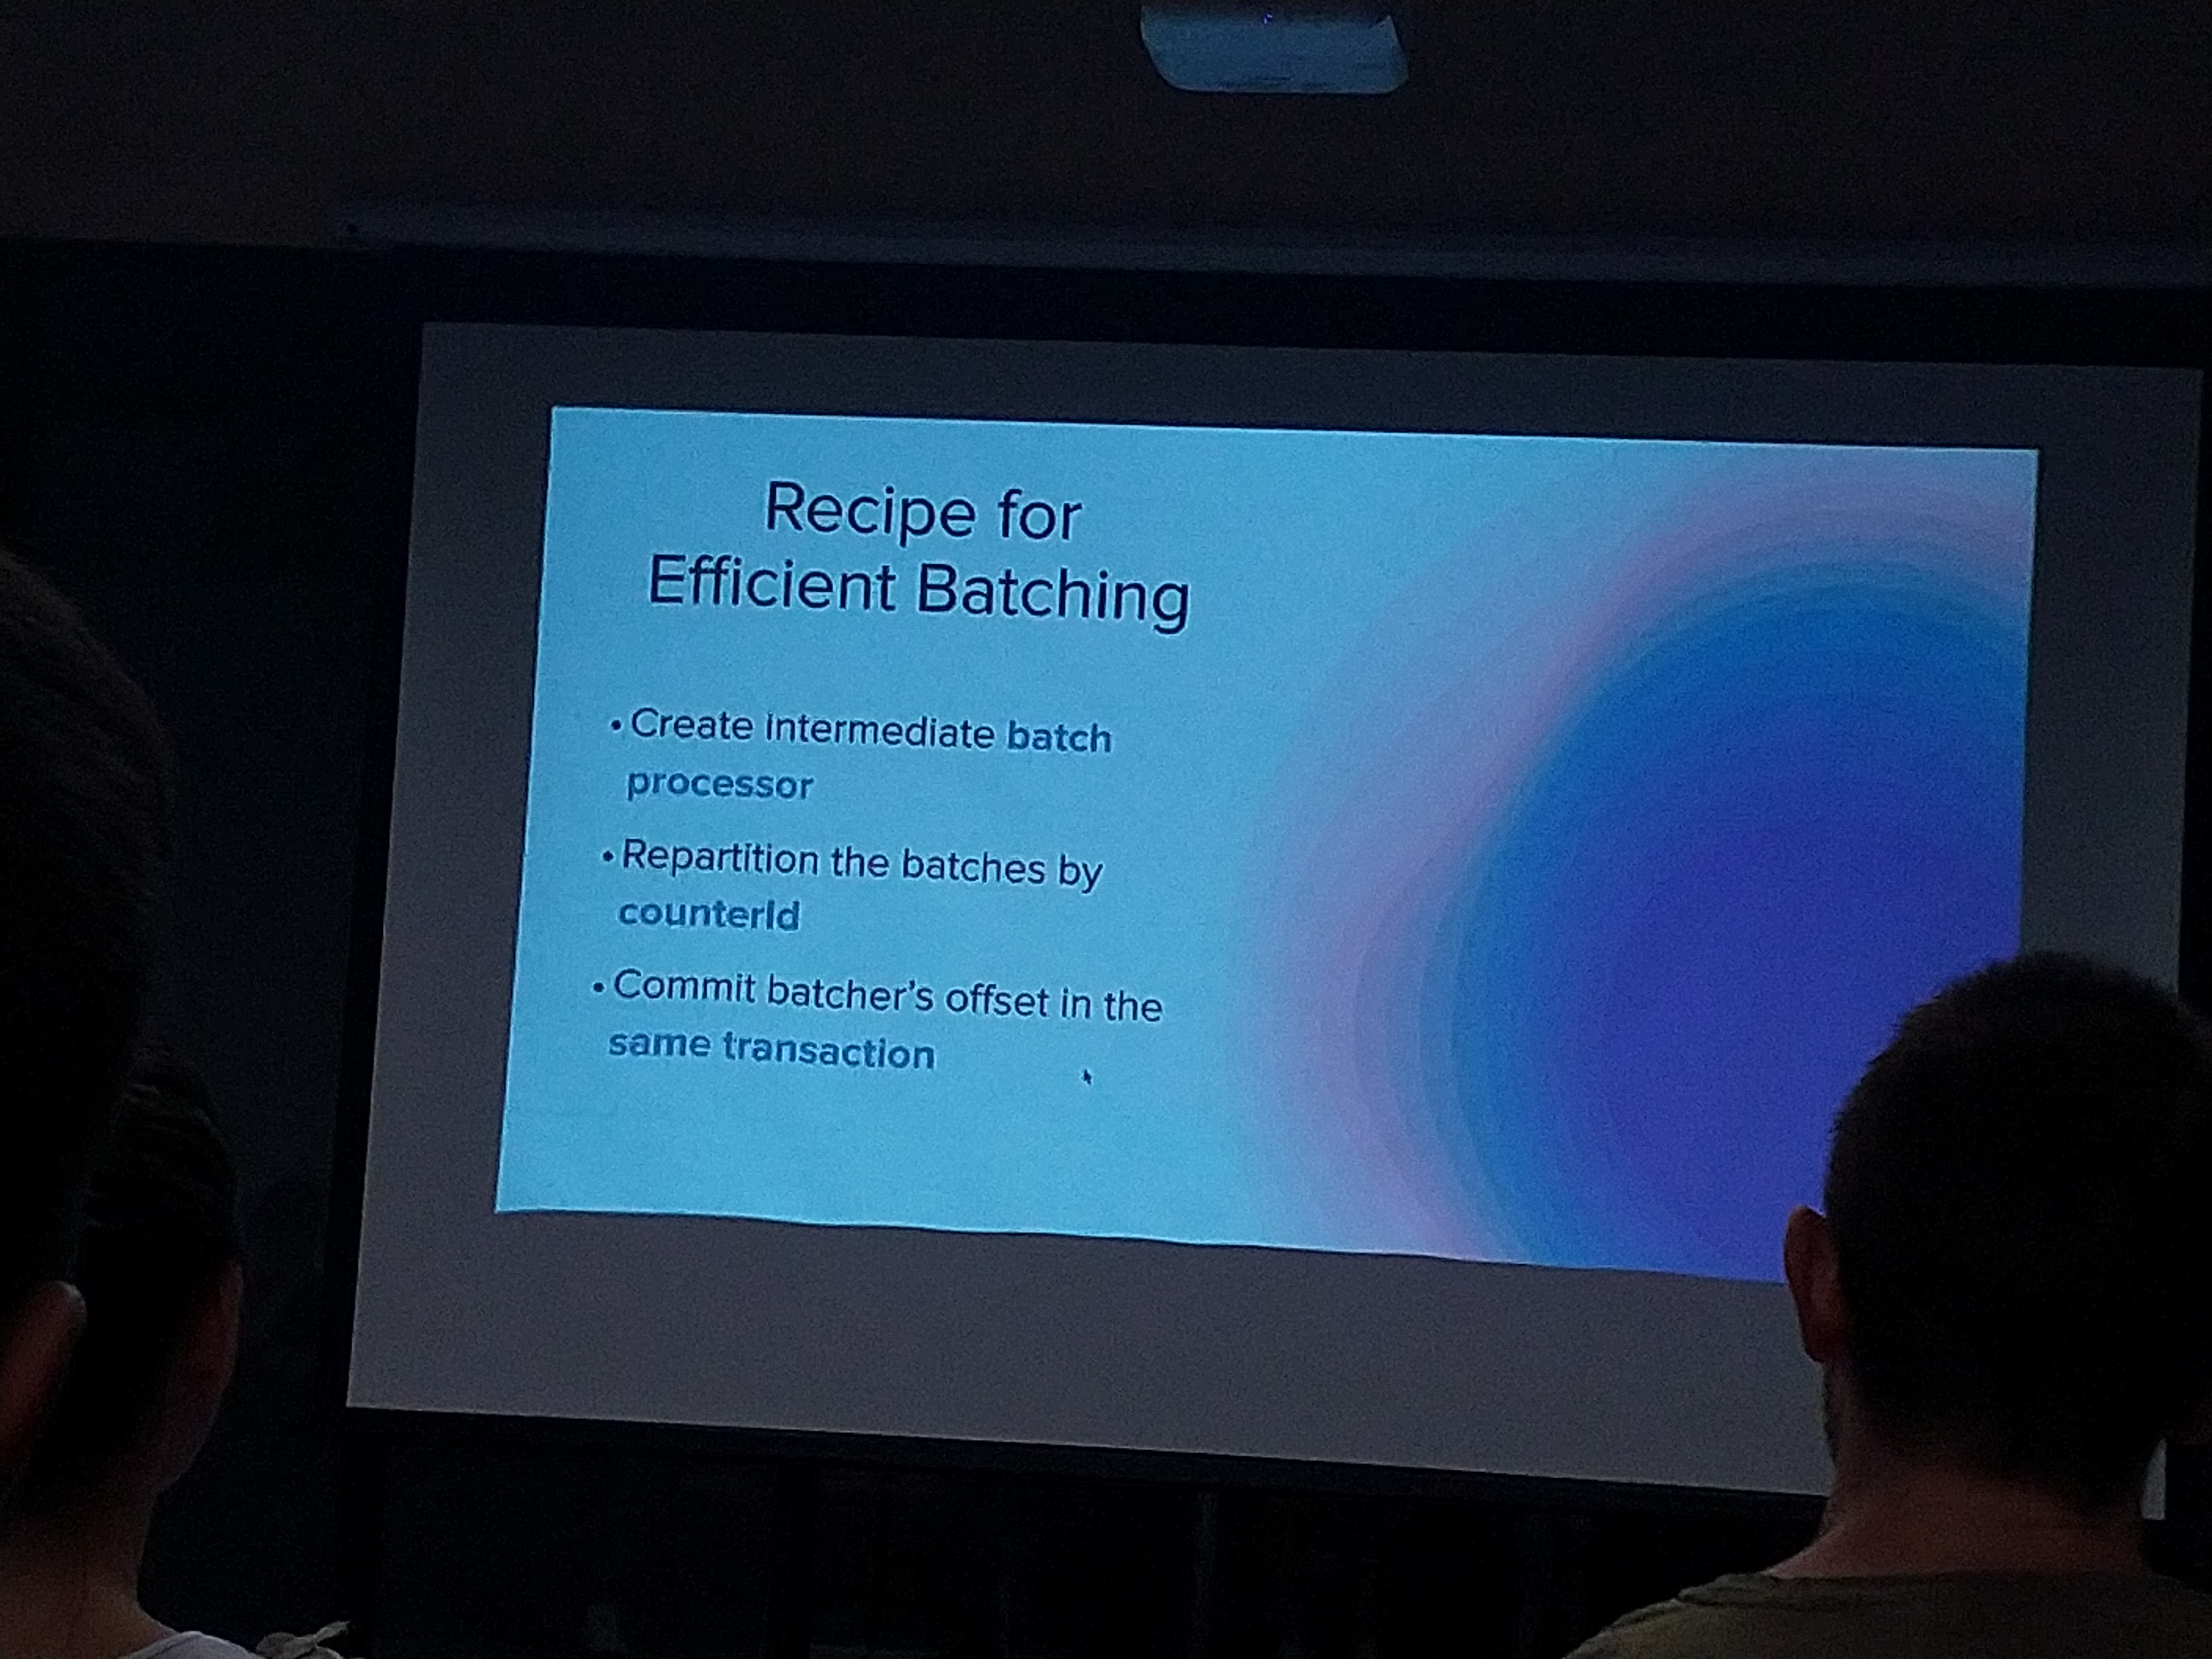 Recipe for
Efficient Batching
• Create intermediate batch
processor
• Repartition the batches by
counterId
• Commit batcher's offset in the
same transaction